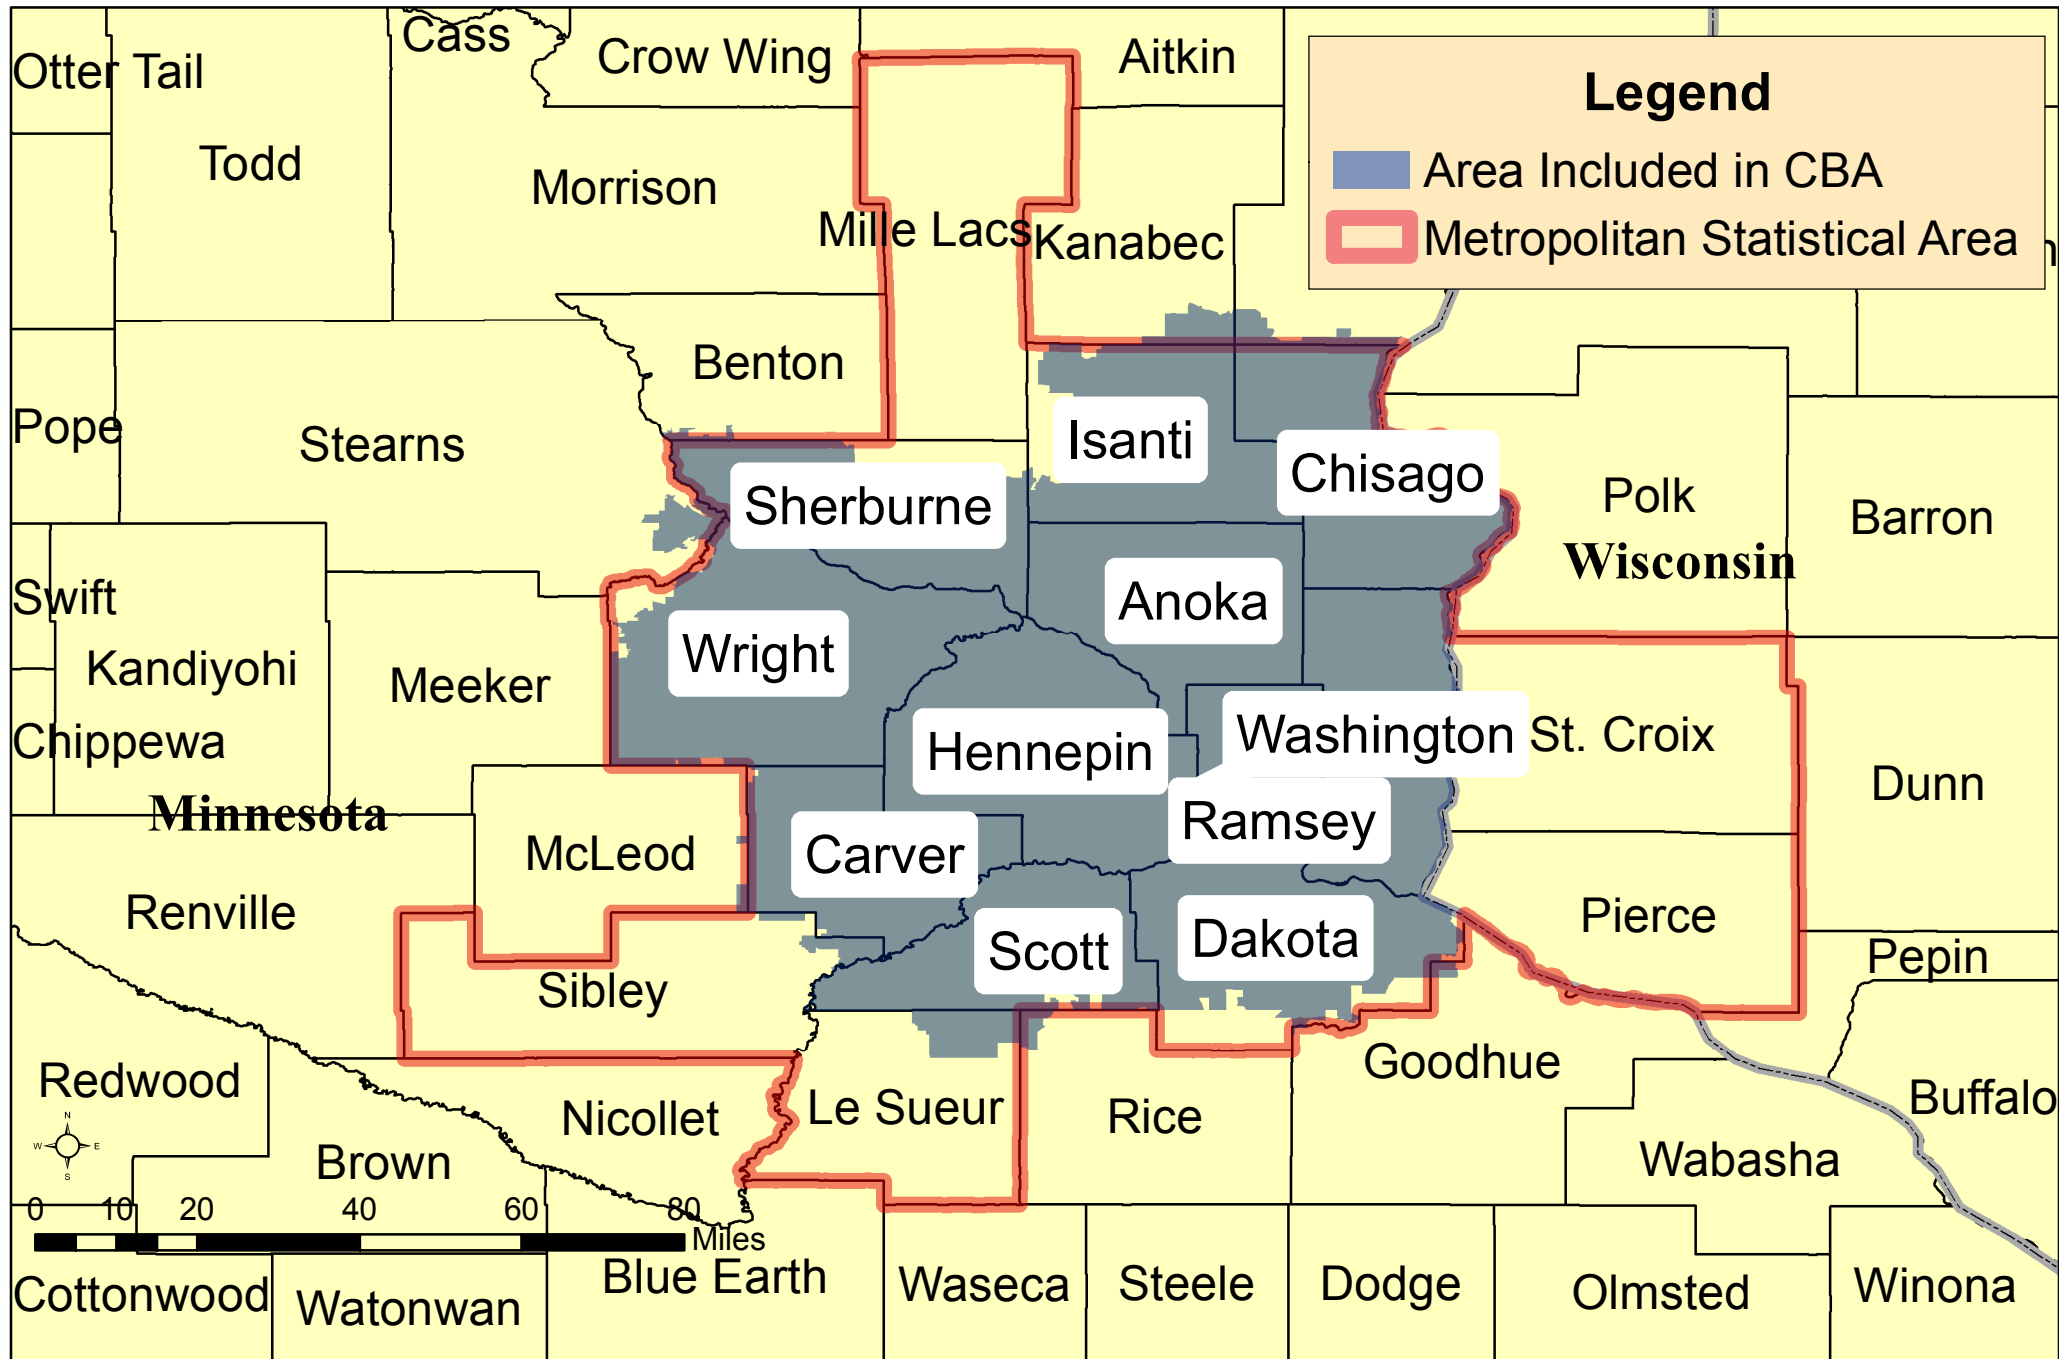 Cass
Crow Wing
Aitkin
Otter Tail
Legend
Todd
Area Included in CBA
Morrison
Mille Lacs
Kanabec
Metropolitan Statistical Area
Benton
Pope
Stearns
Isanti
Chisago
Sherburne
Polk
Barron
Wisconsin
Swift
Anoka
Wright
Kandiyohi
Meeker
Chippewa
Hennepin
Washington
St. Croix
Dunn
Minnesota
McLeod
Carver
Ramsey
Renville
Scott
Dakota
Pierce
Pepin
Sibley
Redwood
Goodhue
Nicollet
Le Sueur
Rice
Buffalo
N
W E
S
Brown
Wabasha
0 10 20 40 60 80
Miles
Cottonwood
Watonwan
Blue Earth
Waseca
Steele
Dodge
Olmsted
Winona